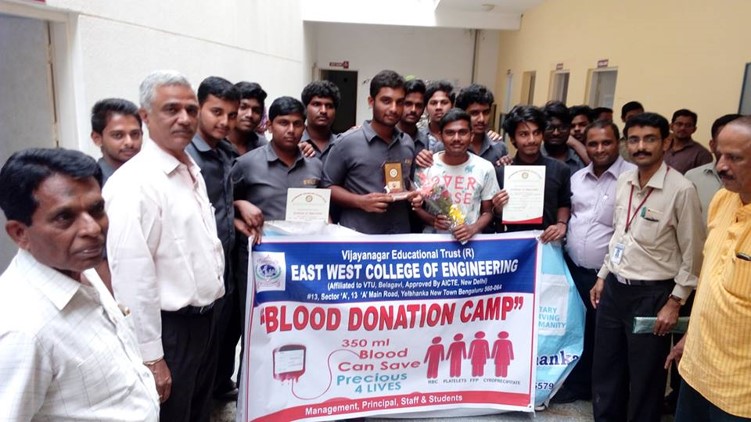 Vijayanagar Educational Trust (R)
EAST WEST COLLEGE OF ENGINEERING
(Affiliated to VTU, Belagavi, Approved By AICTE, New Delhi)
#13, Sector 'A', 13 'A' Main Road, Yelahanka New Town Bengaluru 560-064
"BLOOD DONATION CAMP"
350 ml
Blood
Can Save
Precious
4 LIVES
RBC PLATELETS FFP CYROPRECIPITATE
Management, Principal, Staff & Students
OVER